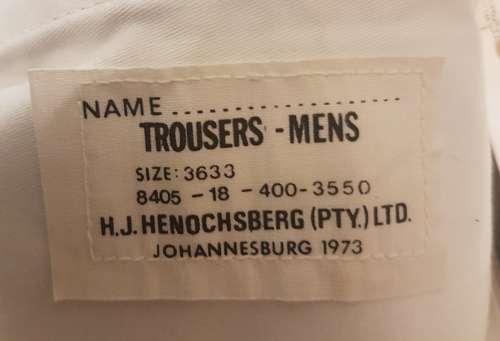 NAME........................
TROUSERS - MENS
SIZE: 3633
8405 - 18 - 400-3550
H.J. HENOCHSBERG (PTY.) LTD.
JOHANNESBURG 1973